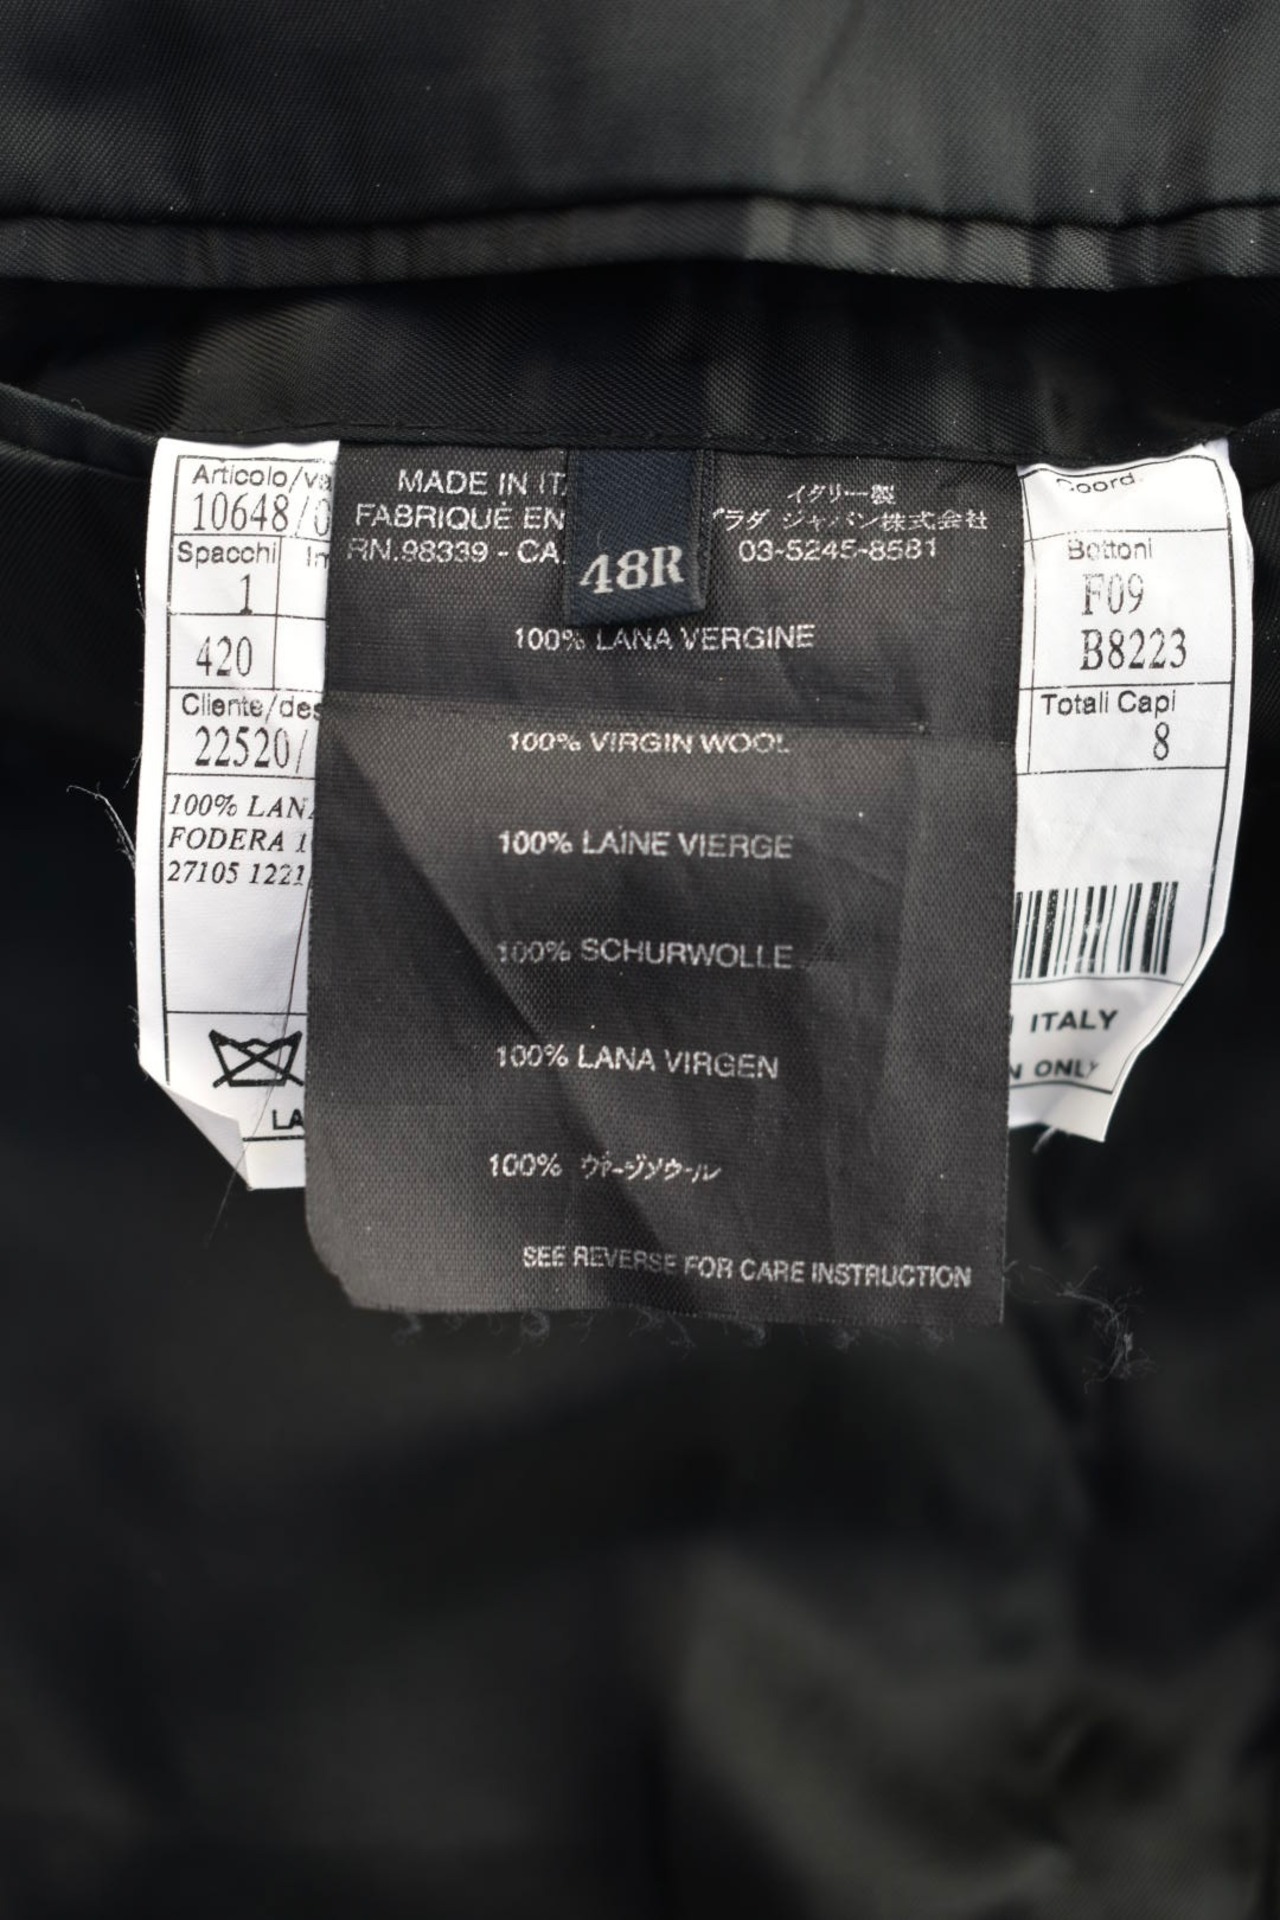 Articolo/va
10648/0
Spacchi
1
420
Cliente/des
22520/
100% LANA
FODERA 1
27105 1221
LA
MADE IN IT
FABRIQUÉ EN
RN.98339 - CA
48R
イタリー製
プラダ ジャパン株式会社
03-5245-8581
100% LANA VERGINE
100% VIRGIN WOOL
100% LAINE VIERGE
100% SCHURWOLLE
100% LANA VIRGEN
100% ヴァージンウール
SEE REVERSE FOR CARE INSTRUCTION
Coord.
Bottoni
F09
B8223
Totali Capi
8
ITALY
N ONLY